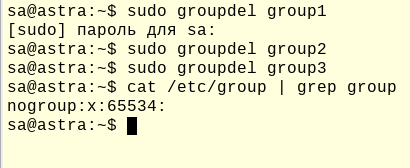 sa@astra:~$ sudo groupdel group1
[sudo] пароль для sa:
sa@astra:~$ sudo groupdel group2
sa@astra:~$ sudo groupdel group3
sa@astra:~$ cat /etc/group | grep group
nogroup:x:65534:
sa@astra:~$